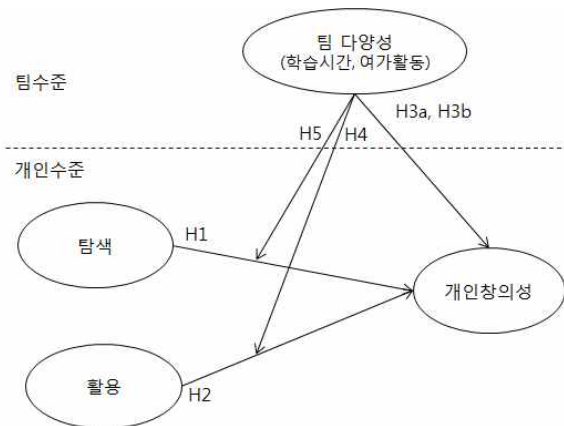 팀 다양성
(학습시간, 여가활동)
팀수준
H5
H4
H3a, H3b
개인수준
탐색
H1
개인창의성
활용
H2